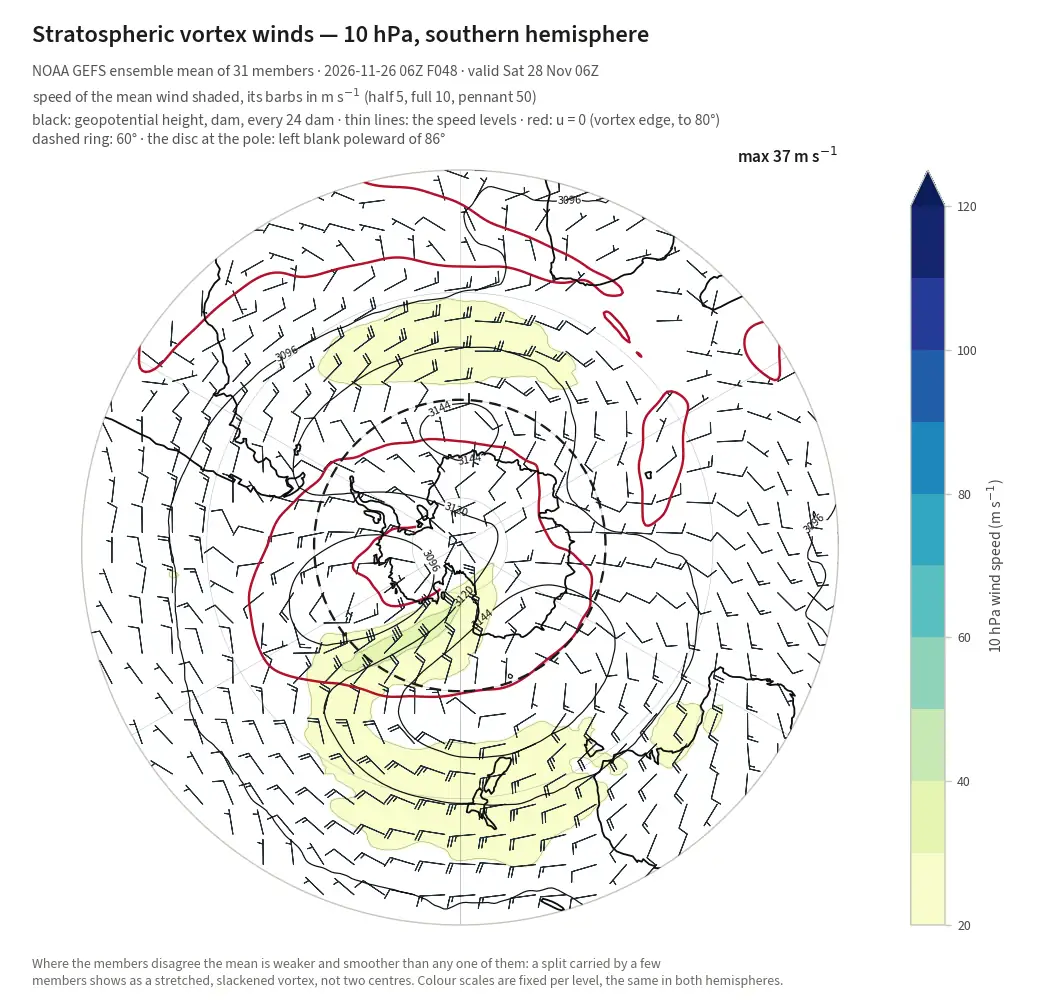 Stratospheric vortex winds — 10 hPa, southern hemisphere
NOAA GEFS ensemble mean of 31 members · 2026-11-26 06Z F048 · valid Sat 28 Nov 06Z
speed of the mean wind shaded, its barbs in m s⁻¹ (half 5, full 10, pennant 50)
black: geopotential height, dam, every 24 dam · thin lines: the speed levels · red: u = 0 (vortex edge, to 80°)
dashed ring: 60° · the disc at the pole: left blank poleward of 86°
max 37 m s⁻¹
3096
3096
3144
3144
3120
3096
3096
3120
3144
120
100
80
60
40
20
10 hPa wind speed (m s⁻¹)
Where the members disagree the mean is weaker and smoother than any one of them: a split carried by a few
members shows as a stretched, slackened vortex, not two centres. Colour scales are fixed per level, the same in both hemispheres.